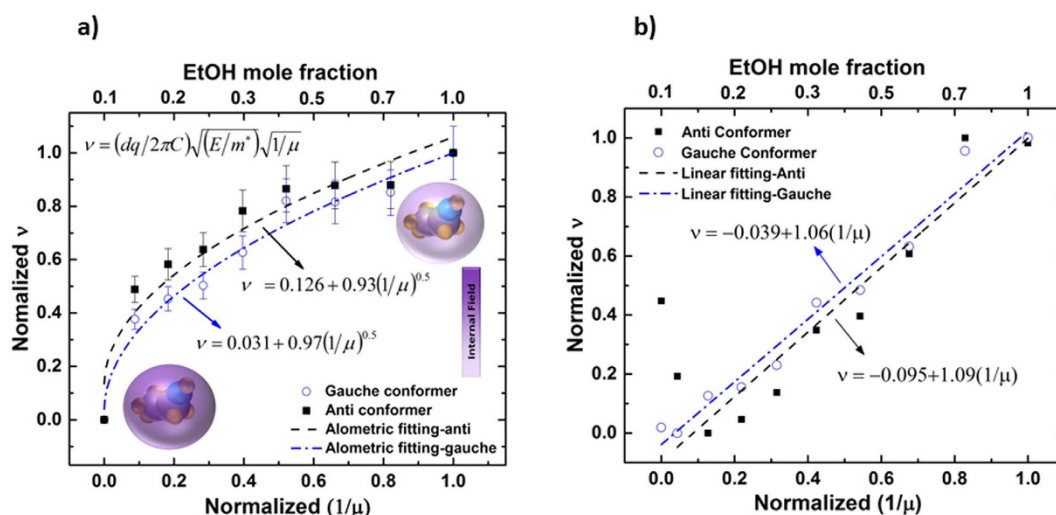 a)
EtOH mole fraction
0.1 0.2 0.3 0.4 0.5 0.7 1.0
ν = (dq/2πC)√(E/m*)√1/μ
1.0
0.8
0.6
0.4
0.2
0.0
Normalized ν
ν = 0.126 + 0.93(1/μ)^0.5
ν = 0.031 + 0.97(1/μ)^0.5
Internal Field
Gauche conformer
Anti conformer
Alometric fitting-anti
Alometric fitting-gauche
0.0 0.2 0.4 0.6 0.8 1.0
Normalized (1/μ)
b)
EtOH mole fraction
0.1 0.2 0.3 0.4 0.5 0.7 1
Anti Conformer
Gauche Conformer
Linear fitting-Anti
Linear fitting-Gauche
1.0
0.8
0.6
0.4
0.2
0.0
Nomalized ν
ν = −0.039+1.06(1/μ)
ν = −0.095+1.09(1/μ)
0.0 0.2 0.4 0.6 0.8 1.0
Normalized (1/μ)